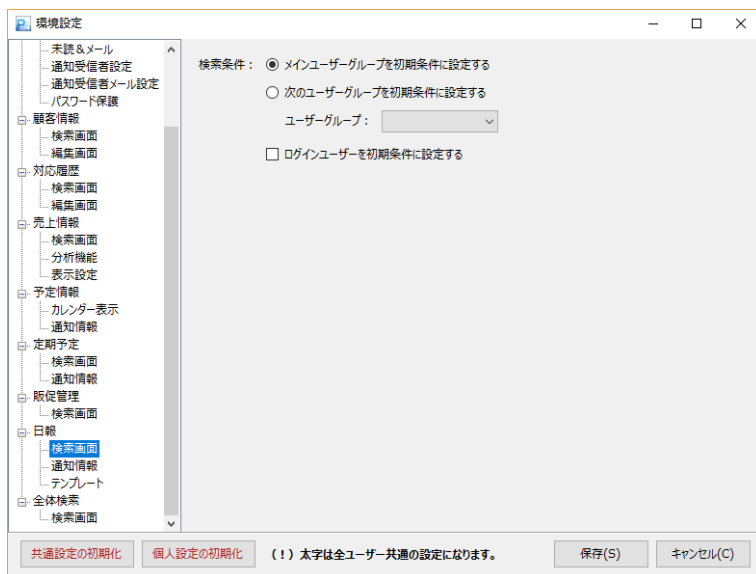 環境設定
未読&メール
通知受信者設定
通知受信者メール設定
パスワード保護
顧客情報
検索画面
編集画面
対応履歴
検索画面
編集画面
売上情報
検索画面
分析機能
表示設定
予定情報
カレンダー表示
通知情報
定期予定
検索画面
通知情報
販促管理
検索画面
日報
検索画面
通知情報
テンプレート
全体検索
検索画面
検索条件： メインユーザーグループを初期条件に設定する
次のユーザーグループを初期条件に設定する
ユーザーグループ：
ログインユーザーを初期条件に設定する
共通設定の初期化 個人設定の初期化 (！) 太字は全ユーザー共通の設定になります。 保存(S) キャンセル(C)